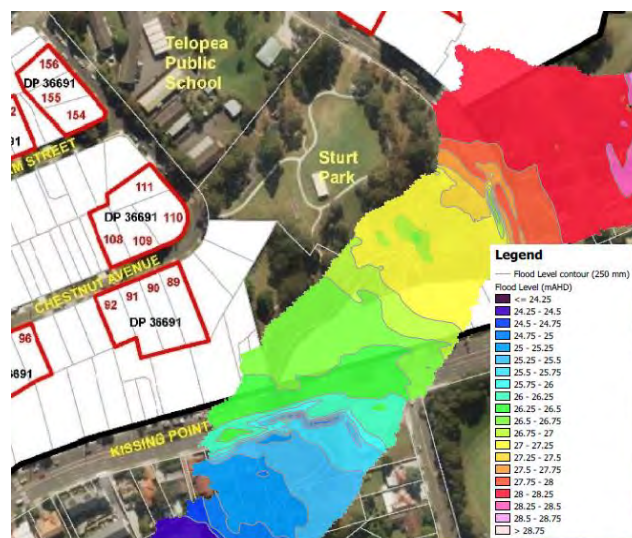 Telopea
Public
School
Sturt
Park
156
155
154
DP 36691
STREET
111
DP 36691
110
108
109
CHESTNUT AVENUE
92
91
90
89
DP 36691
96
KISSING POINT
Legend
Flood Level contour (250 mm)
Flood Level (mAHD)
<= 24.25
24.25 - 24.5
24.5 - 24.75
24.75 - 25
25 - 25.25
25.25 - 25.5
25.5 - 25.75
25.75 - 26
26 - 26.25
26.25 - 26.5
26.5 - 26.75
26.75 - 27
27 - 27.25
27.25 - 27.5
27.5 - 27.75
27.75 - 28
28 - 28.25
28.25 - 28.5
28.5 - 28.75
> 28.75